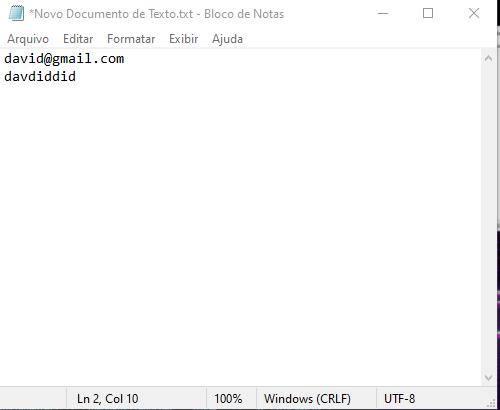 *Novo Documento de Texto.txt - Bloco de Notas
Arquivo Editar Formatar Exibir Ajuda
david@gmail.com
davdiddid
Ln 2, Col 10 100% Windows (CRLF) UTF-8